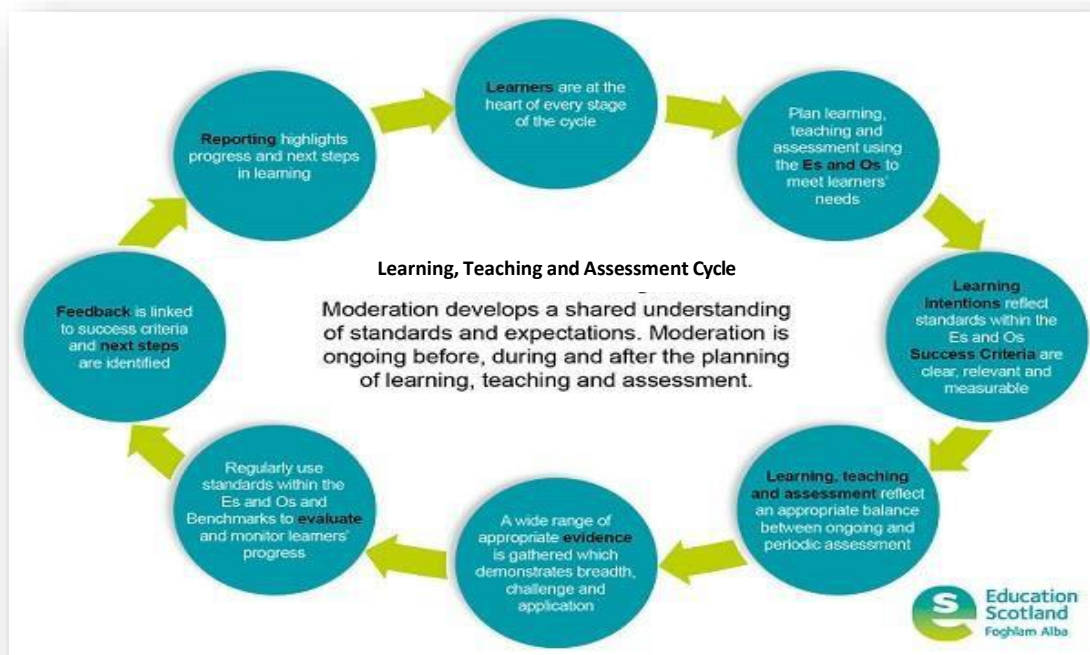 Learners are at the
heart of every stage
of the cycle
Plan learning,
teaching and
assessment using
the Es and Os to
meet learners'
needs
Learning
Intentions reflect
standards within the
Es and Os
Success Criteria are
clear, relevant and
measurable
Learning, teaching
and assessment reflect
an appropriate balance
between ongoing and
periodic assessment
A wide range of
appropriate evidence
is gathered which
demonstrates breadth,
challenge and
application
Regularly use
standards within the
Es and Os and
Benchmarks to evaluate
and monitor learners'
progress
Feedback is linked
to success criteria
and next steps
are identified
Reporting highlights
progress and next steps
in learning
Learning, Teaching and Assessment Cycle
Moderation develops a shared understanding
of standards and expectations. Moderation is
ongoing before, during and after the planning
of learning, teaching and assessment.
Education
Scotland
Foghlam Alba